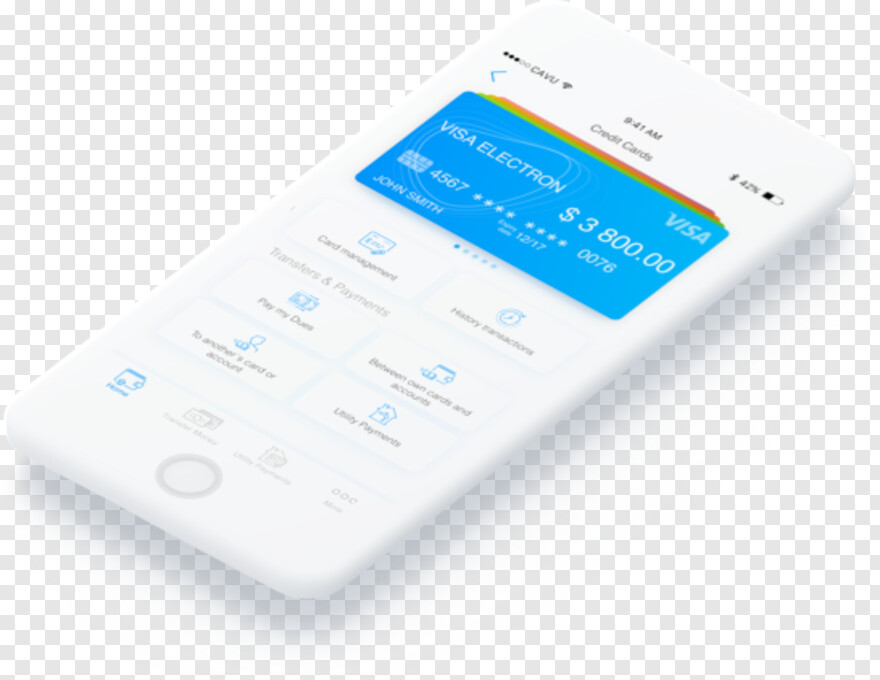 CAVU
9:41 AM
42%
Credit Cards
VISA ELECTRON
VISA
4567 **** **** 0076
$ 3 800.00
JOHN SMITH
12/17
Card management
History transactions
Transfers & Payments
Pay my Dues
Between own cards and
accounts
To another's card or
account
Utility Payments
Home
Transfer Money
Utility Payments
More